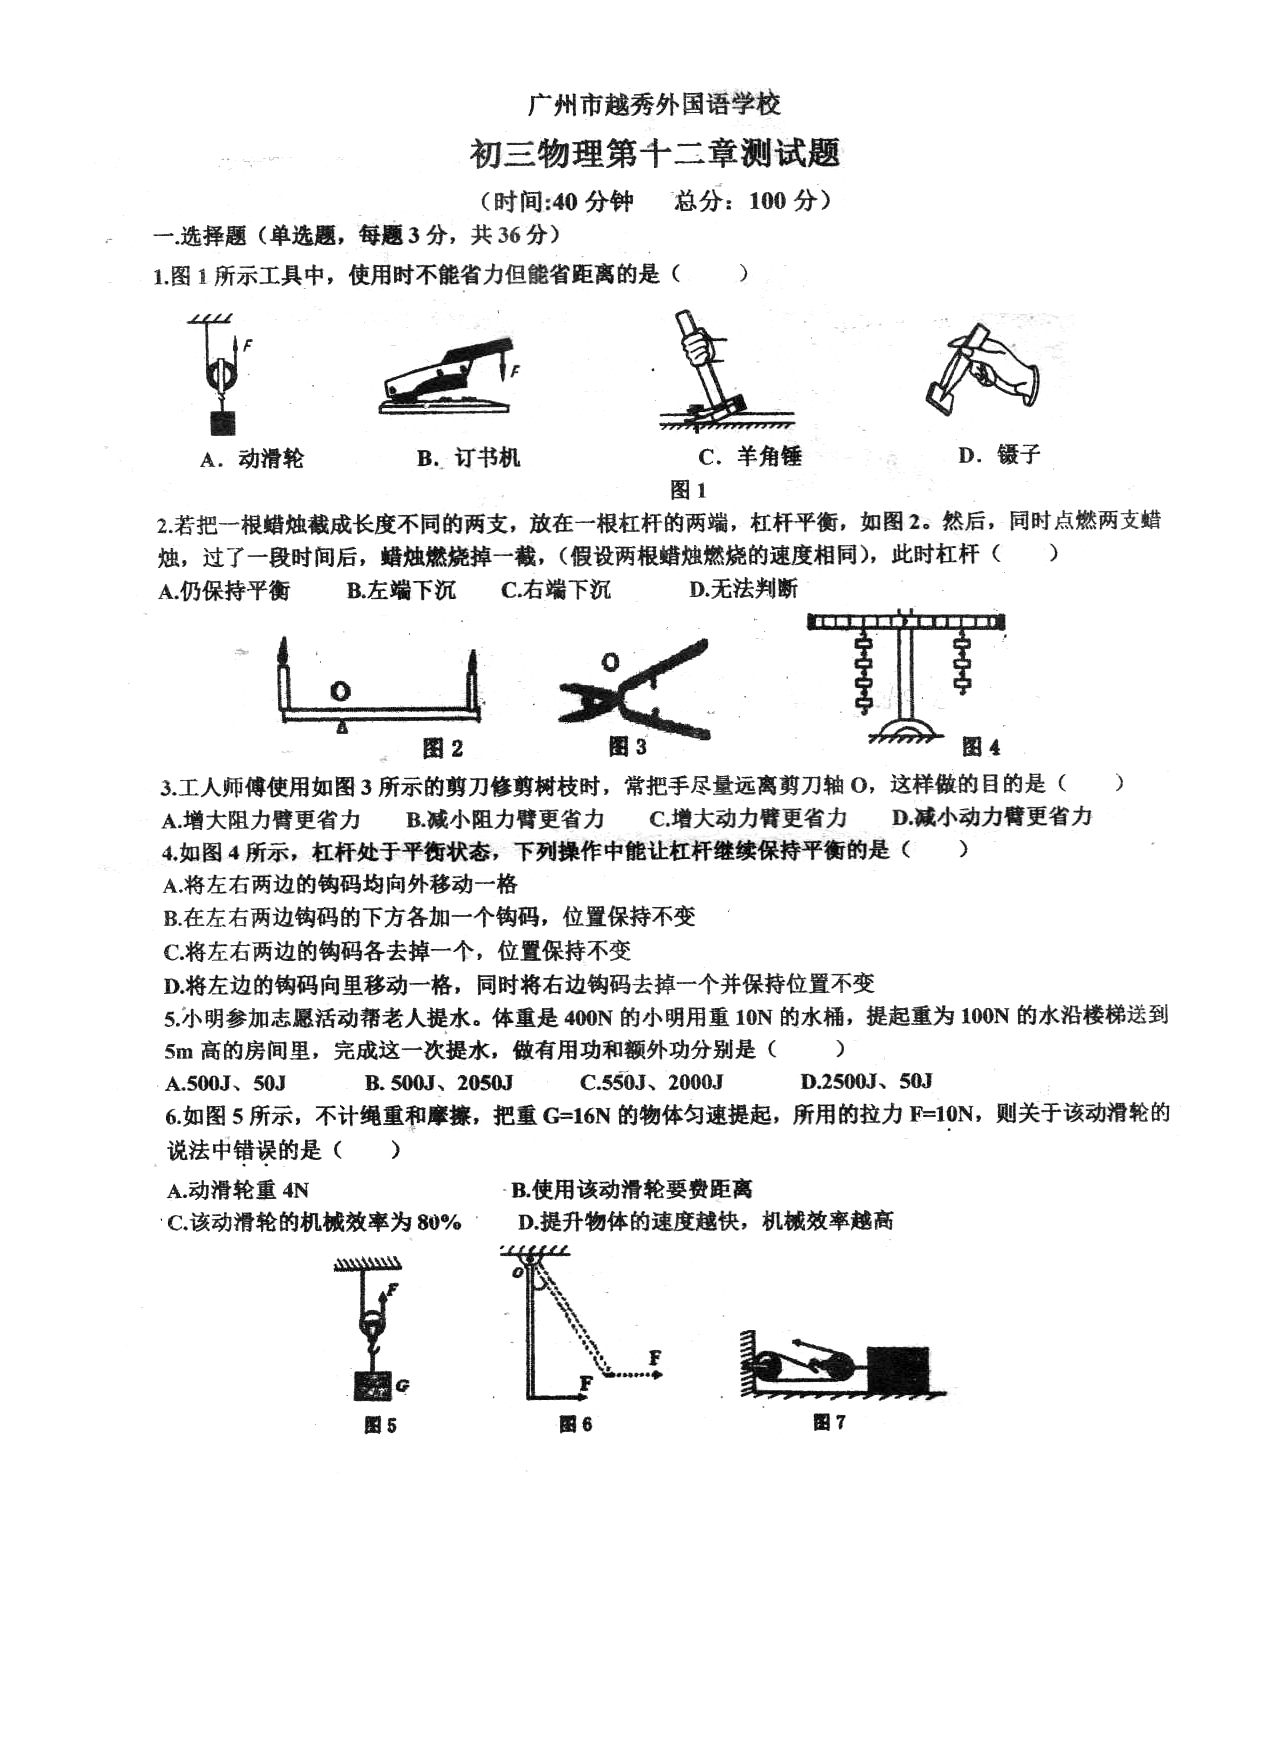 广州市越秀外国语学校
初三物理第十二章测试题
（时间:40 分钟 总分：100 分）
一.选择题（单选题，每题 3 分，共 36 分）
1.图 1 所示工具中，使用时不能省力但能省距离的是（ ）
F
F
A．动滑轮 B．订书机 C．羊角锤 D．镊子
图 1
2.若把一根蜡烛截成长度不同的两支，放在一根杠杆的两端，杠杆平衡，如图 2。然后，同时点燃两支蜡
烛，过了一段时间后，蜡烛燃烧掉一截，（假设两根蜡烛燃烧的速度相同），此时杠杆（ ）
A.仍保持平衡 B.左端下沉 C.右端下沉 D.无法判断
O
O
图 2 图 3 图 4
3.工人师傅使用如图 3 所示的剪刀修剪树枝时，常把手尽量远离剪刀轴 O，这样做的目的是（ ）
A.增大阻力臂更省力 B.减小阻力臂更省力 C.增大动力臂更省力 D.减小动力臂更省力
4.如图 4 所示，杠杆处于平衡状态，下列操作中能让杠杆继续保持平衡的是（ ）
A.将左右两边的钩码均向外移动一格
B.在左右两边钩码的下方各加一个钩码，位置保持不变
C.将左右两边的钩码各去掉一个，位置保持不变
D.将左边的钩码向里移动一格，同时将右边钩码去掉一个并保持位置不变
5.小明参加志愿活动帮老人提水。体重是 400N 的小明用重 10N 的水桶，提起重为 100N 的水沿楼梯送到
5m 高的房间里，完成这一次提水，做有用功和额外功分别是（ ）
A.500J、50J B. 500J、2050J C.550J、2000J D.2500J、50J
6.如图 5 所示，不计绳重和摩擦，把重 G=16N 的物体匀速提起，所用的拉力 F=10N，则关于该动滑轮的
说法中错误的是（ ）
A.动滑轮重 4N B.使用该动滑轮要费距离
C.该动滑轮的机械效率为 80% D.提升物体的速度越快，机械效率越高
O
F
F
F
G
图 5 图 6 图 7